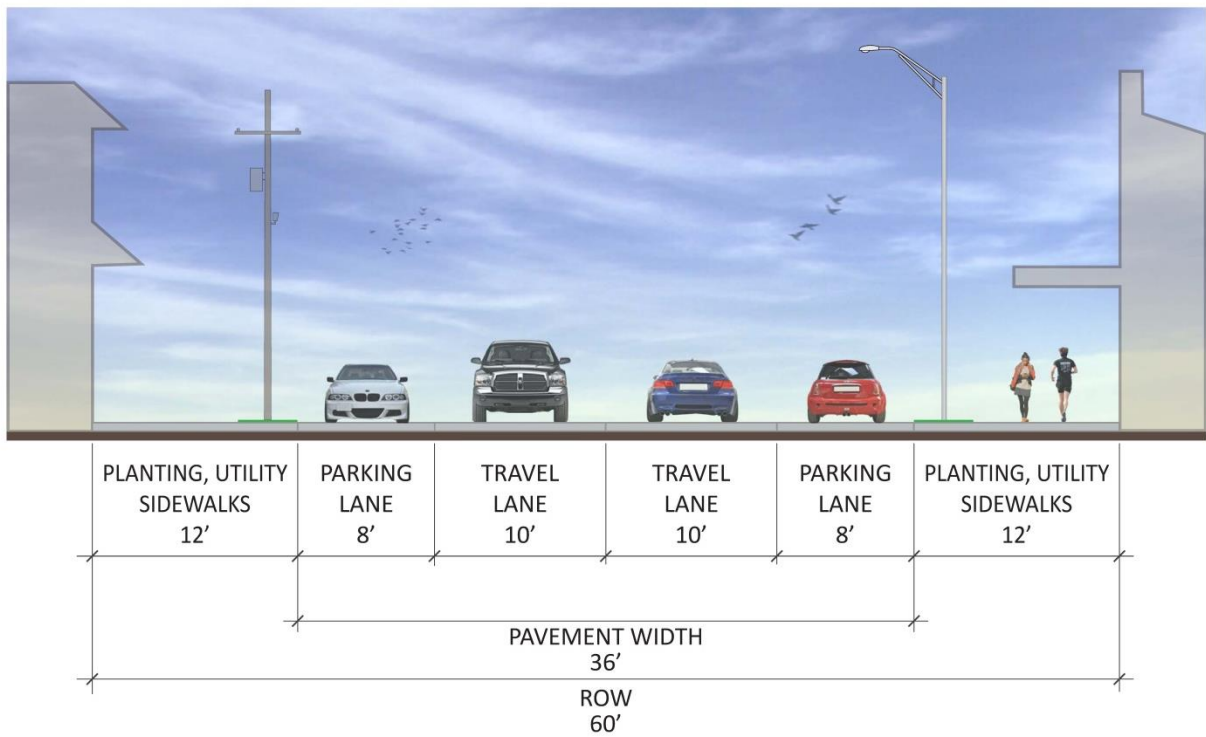 PLANTING, UTILITY
SIDEWALKS
12’
PARKING
LANE
8’
TRAVEL
LANE
10’
TRAVEL
LANE
10’
PARKING
LANE
8’
PLANTING, UTILITY
SIDEWALKS
12’
PAVEMENT WIDTH
36’
ROW
60’